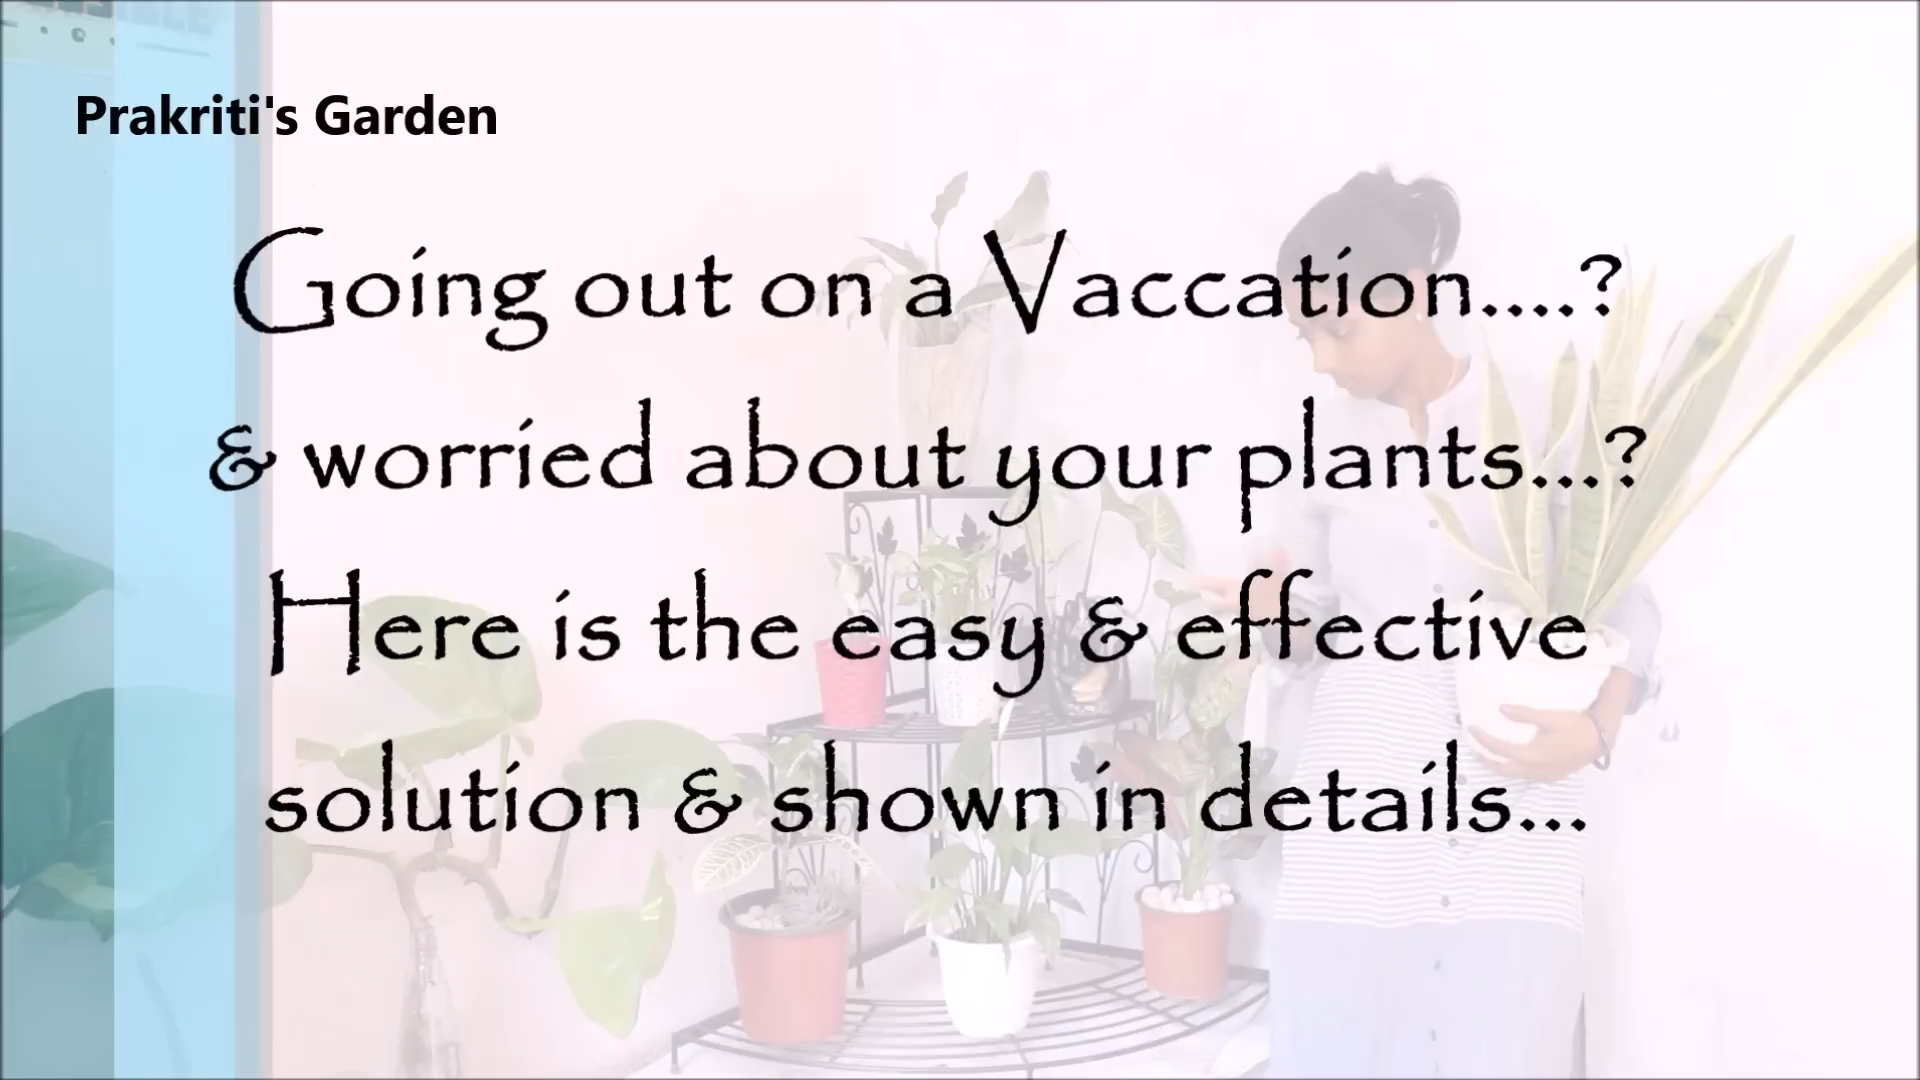 Prakriti's Garden
Going out on a Vaccation....?
& worried about your plants...?
Here is the easy & effective
solution & shown in details...